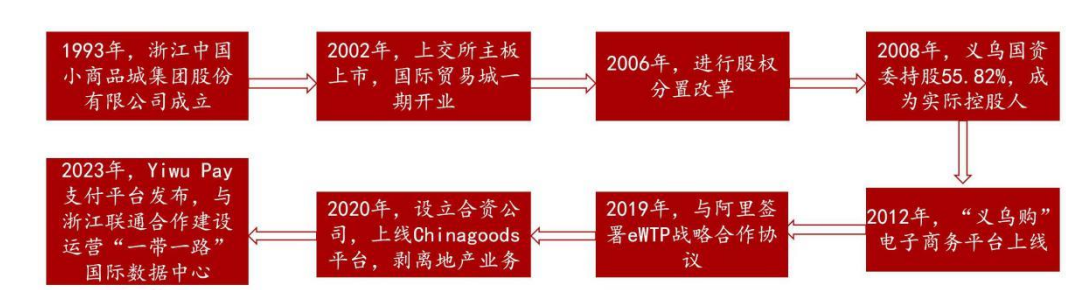 1993年，浙江中国
小商品城集团股份
有限公司成立
2002年，上交所主板
上市，国际贸易城一
期开业
2006年，进行股权
分置改革
2008年，义乌国资
委持股55.82%，成
为实际控股人
2012年，“义乌购”
电子商务平台上线
2019年，与阿里签
署eWTP战略合作协
议
2020年，设立合资公
司，上线Chinagoods
平台，剥离地产业务
2023年，Yiwu Pay
支付平台发布，与
浙江联通合作建设
运营“一带一路”
国际数据中心